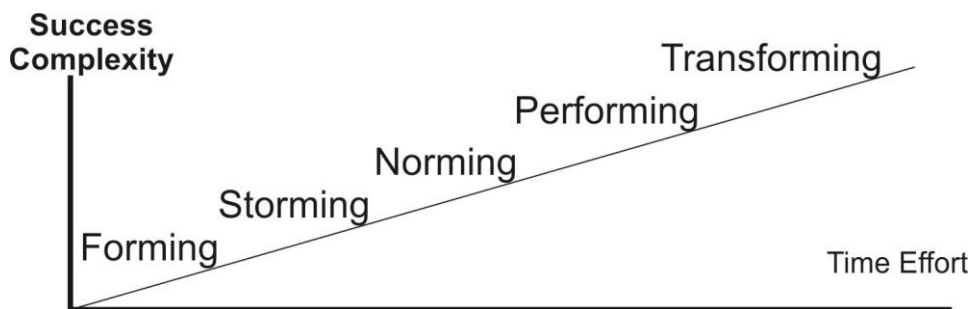 Success
Complexity
Transforming
Performing
Norming
Storming
Forming
Time Effort